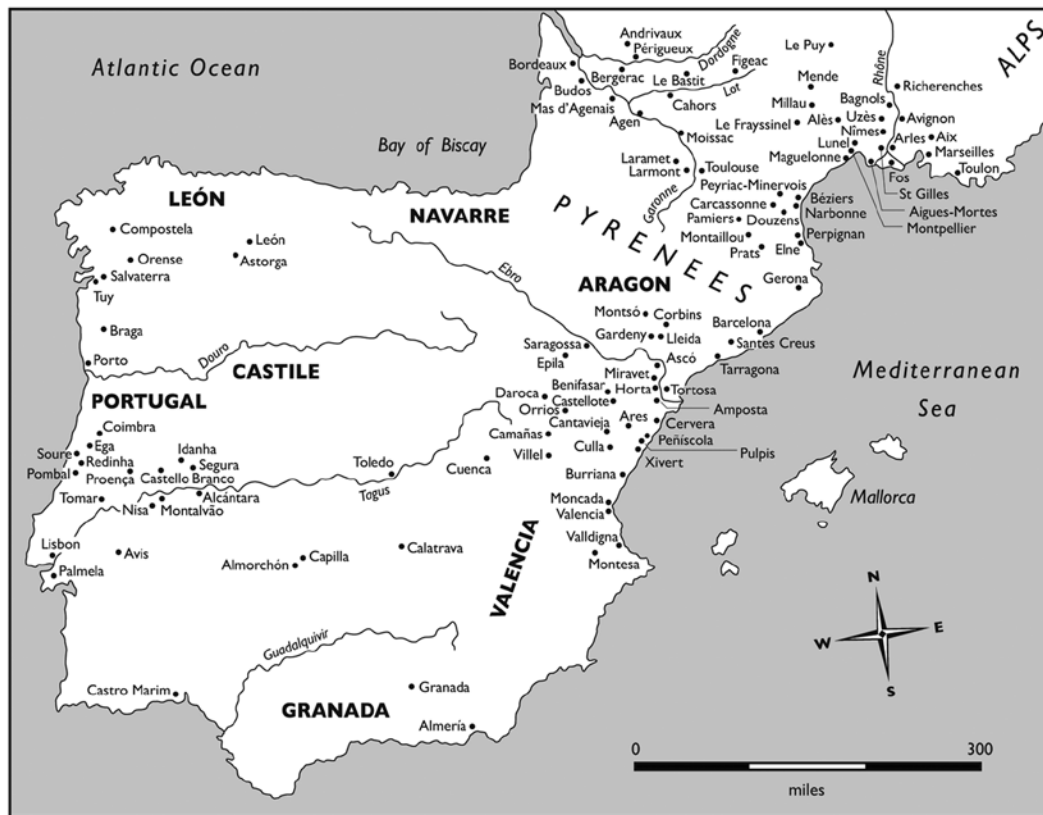 Atlantic Ocean
Bay of Biscay
Mediterranean
Sea
ALPS
PYRENEES
LEÓN
NAVARRE
ARAGON
CASTILE
PORTUGAL
VALENCIA
GRANADA
Andrivaux
Périgueux
Dordogne
Bordeaux
Bergerac
Le Bastit
Figeac
Budos
Lot
Mas d'Agenais
Cahors
Agen
Moissac
Le Puy
Mende
Rhône
Richerenches
Millau
Bagnols
Alès
Uzès
Avignon
Le Frayssinel
Nîmes
Lunel
Arles
Aix
Maguelonne
Marseilles
Fos
Toulon
St Gilles
Aigues-Mortes
Montpellier
Laramet
Larmont
Toulouse
Garonne
Peyriac-Minervois
Carcassonne
Béziers
Narbonne
Pamiers
Douzens
Montaillou
Perpignan
Prats
Elne
Gerona
Compostela
León
Orense
Astorga
Salvaterra
Tuy
Braga
Porto
Douro
Ebro
Montsó
Corbins
Gardeny
Lleída
Barcelona
Santes Creus
Saragossa
Epila
Ascó
Tarragona
Miravet
Daroca
Benifasar
Horta
Tortosa
Castellote
Orrios
Amposta
Cantavieja
Ares
Cervera
Camañas
Peñíscola
Villel
Culla
Pulpis
Xivert
Cuenca
Burriana
Coimbra
Ega
Soure
Redinha
Idanha
Segura
Pombal
Proença
Castello Branco
Toledo
Tomar
Alcántara
Tagus
Nisa
Montalvão
Moncada
Valencia
Mallorca
Lisbon
Avis
Capilla
Calatrava
Valldigna
Almorchón
Palmela
Montesa
Guadalquivir
Castro Marim
Granada
Almería
N
W
E
S
0
300
miles